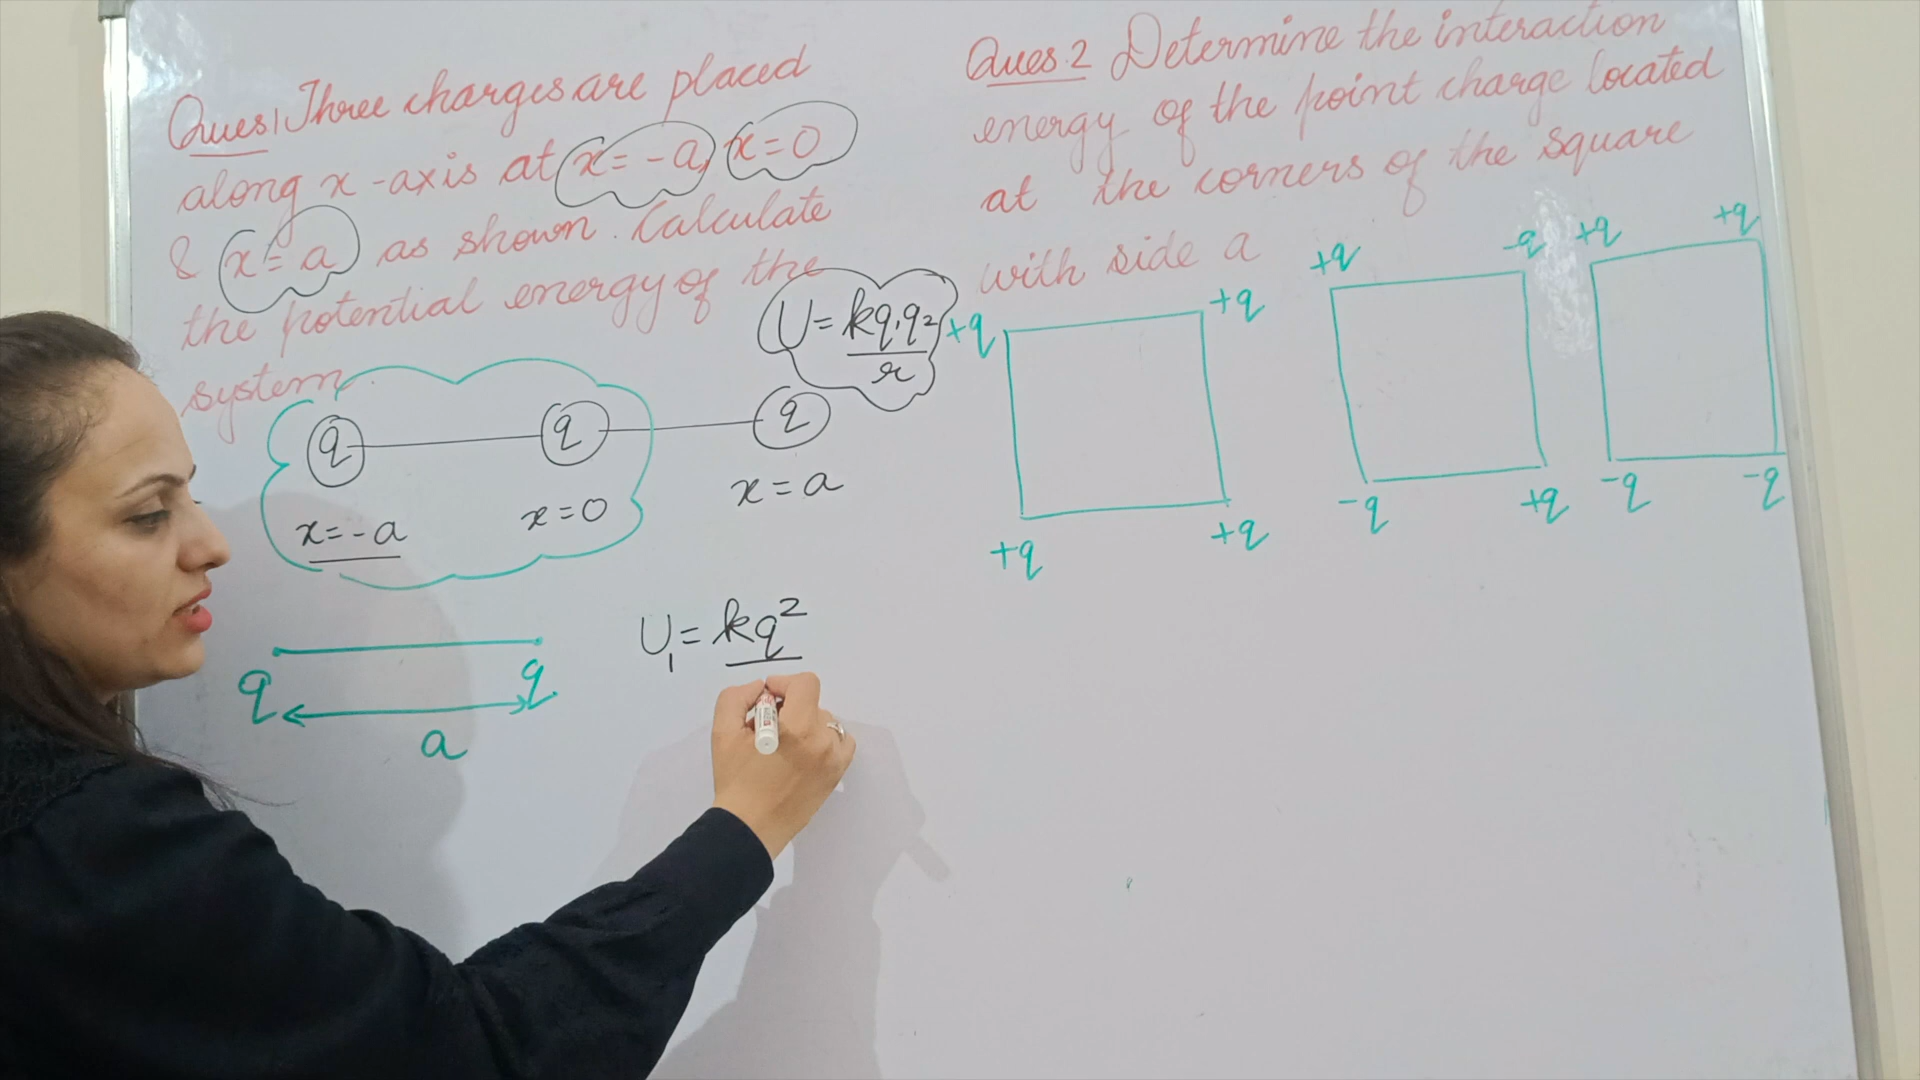 Ques1 Three charges are placed
along x-axis at x=-a, x=0
& x=a as shown. Calculate
the potential energy of the
system
U=kq1q2
r
q q q
x=-a x=0 x=a
q q
a
U1=kq²
Ques.2 Determine the interaction
energy of the point charge located
at the corners of the square
with side a
+q +q
+q +q
+q -q
-q +q
+q +q
-q -q